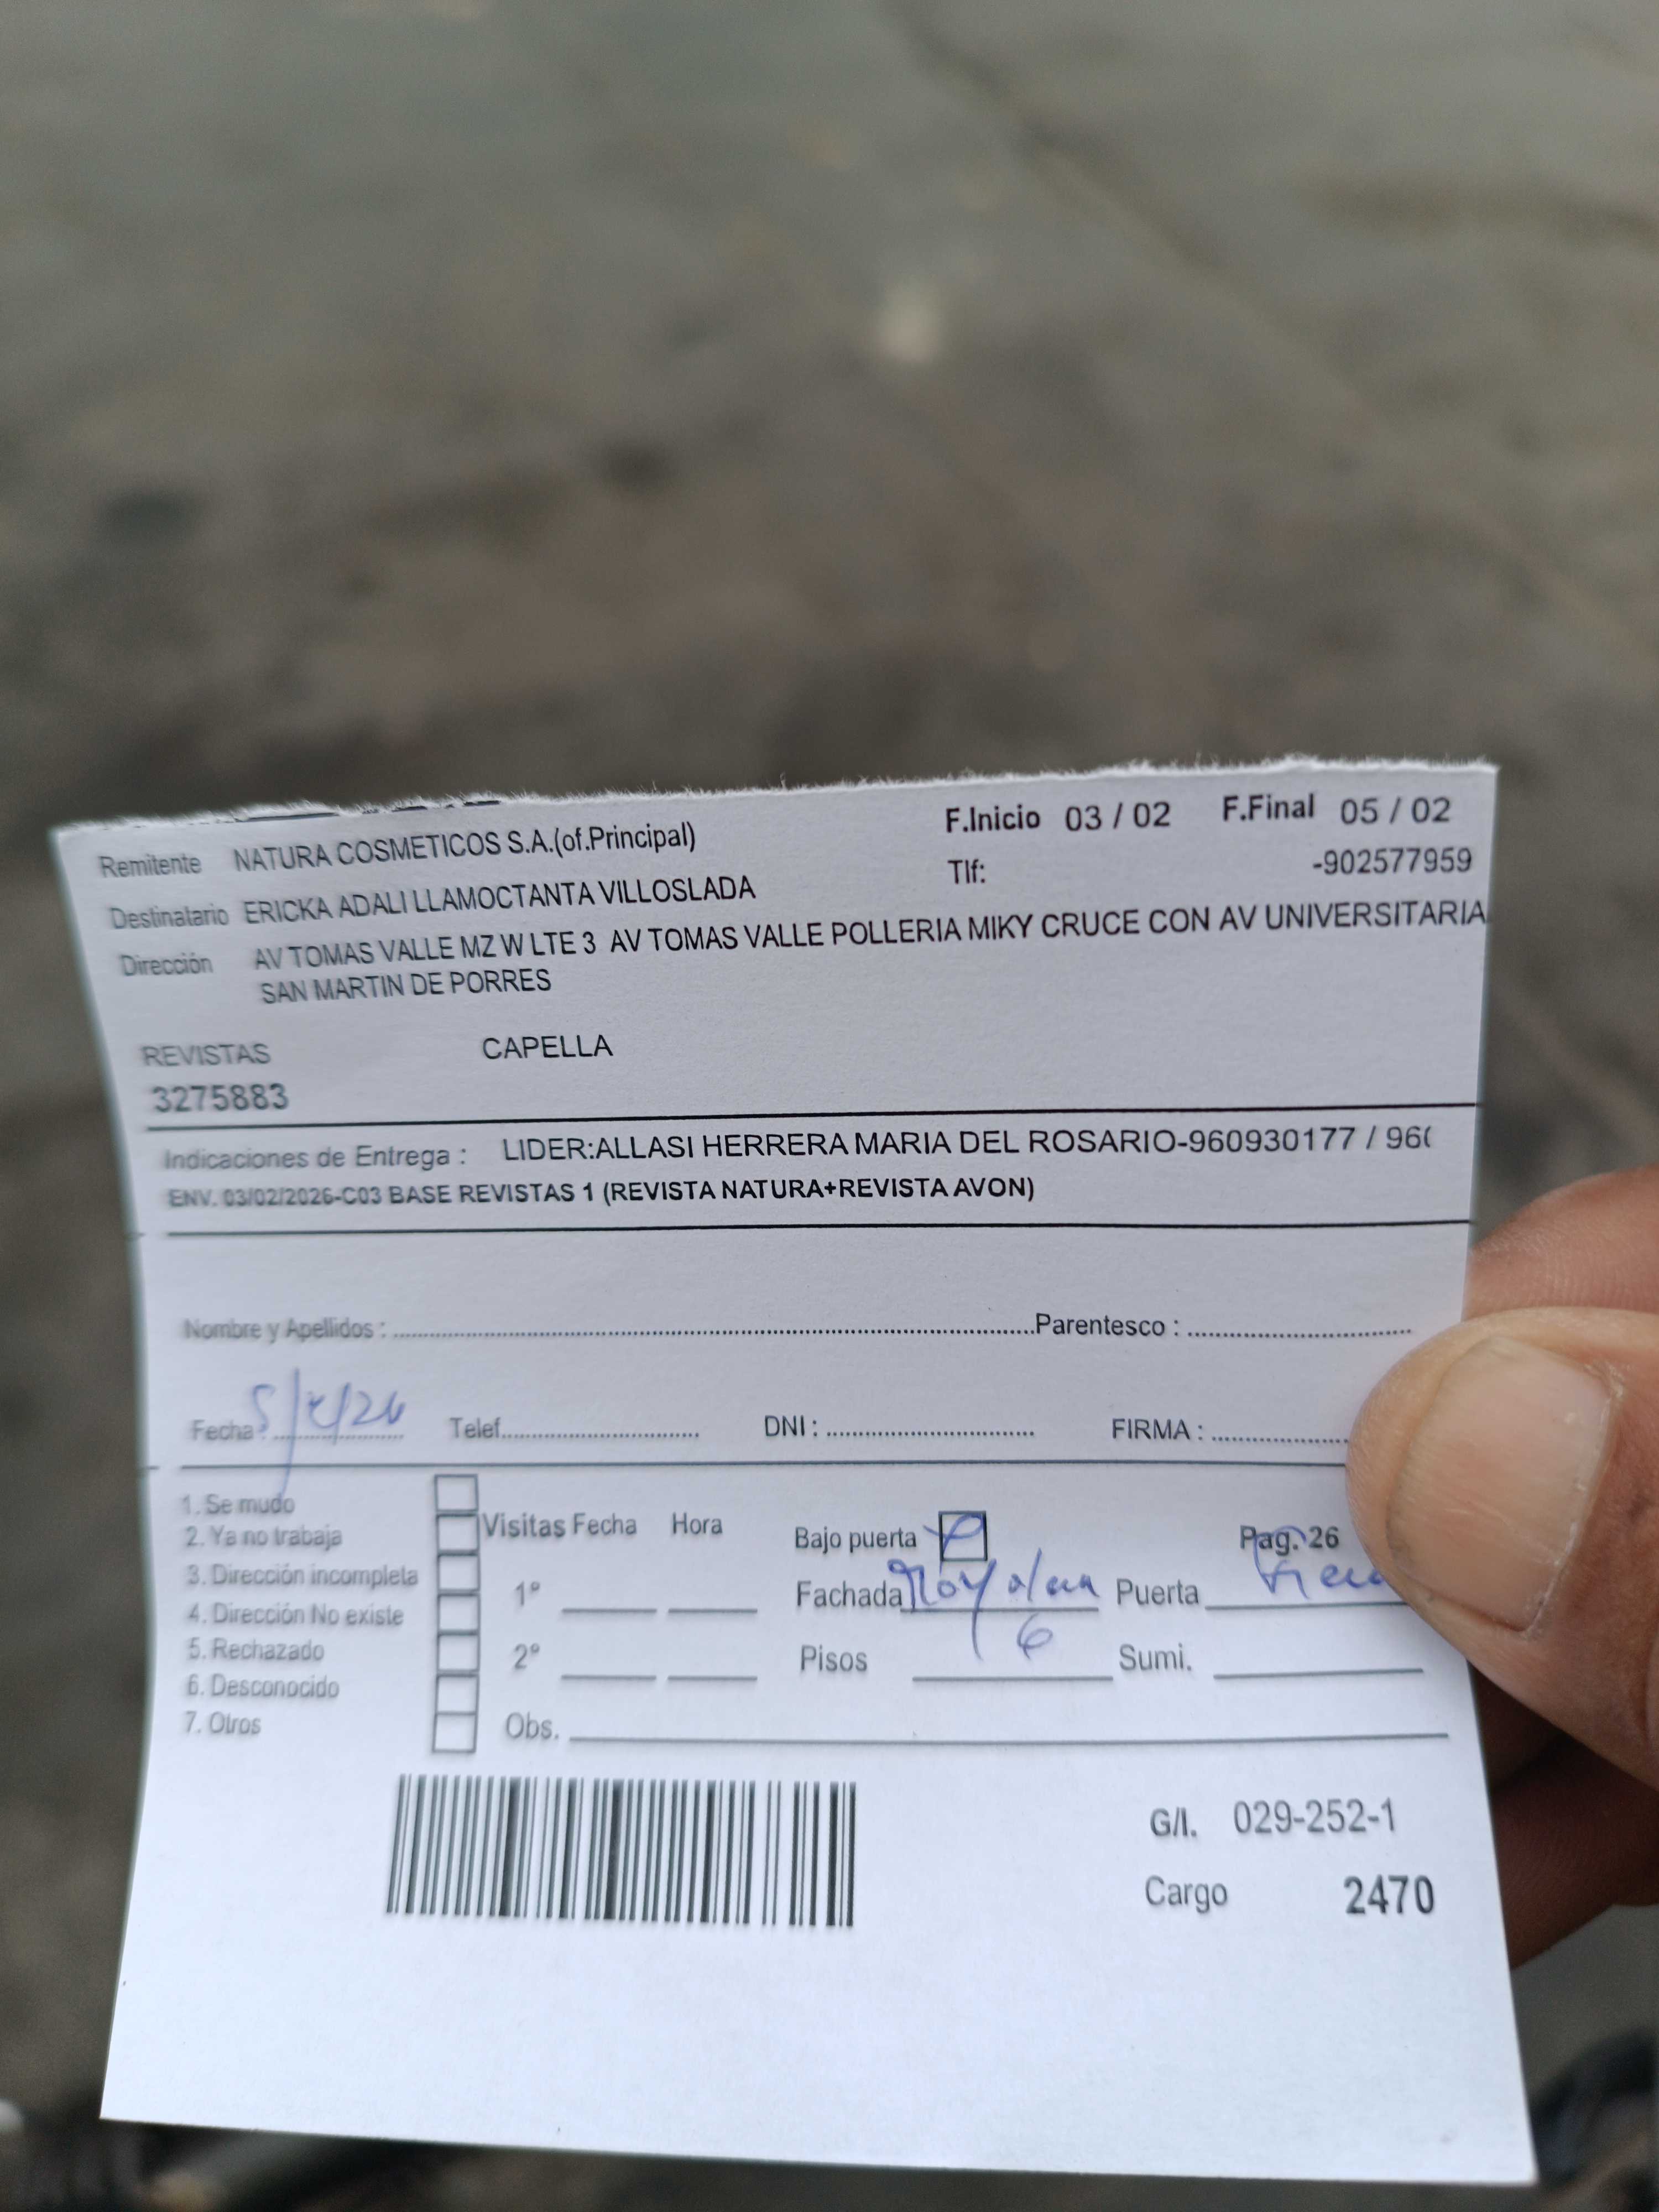 Remitente NATURA COSMETICOS S.A.(of.Principal) F.Inicio 03 / 02 F.Final 05 / 02
Destinatario ERICKA ADALI LLAMOCTANTA VILLOSLADA Tlf: -902577959
Dirección AV TOMAS VALLE MZ W LTE 3 AV TOMAS VALLE POLLERIA MIKY CRUCE CON AV UNIVERSITARIA
SAN MARTIN DE PORRES
REVISTAS CAPELLA
3275883
Indicaciones de Entrega : LIDER:ALLASI HERRERA MARIA DEL ROSARIO-960930177 / 960
ENV. 03/02/2026-C03 BASE REVISTAS 1 (REVISTA NATURA+REVISTA AVON)
Nombre y Apellidos : Parentesco :
Fecha : Telef. DNI : FIRMA :
1. Se mudo
2. Ya no trabaja
3. Dirección incompleta
4. Dirección No existe
5. Rechazado
6. Desconocido
7. Otros
Visitas Fecha Hora
1°
2°
Bajo puerta Pag. 26
Fachada Puerta
Pisos 6 Sumi.
Obs.
G/I. 029-252-1
Cargo 2470